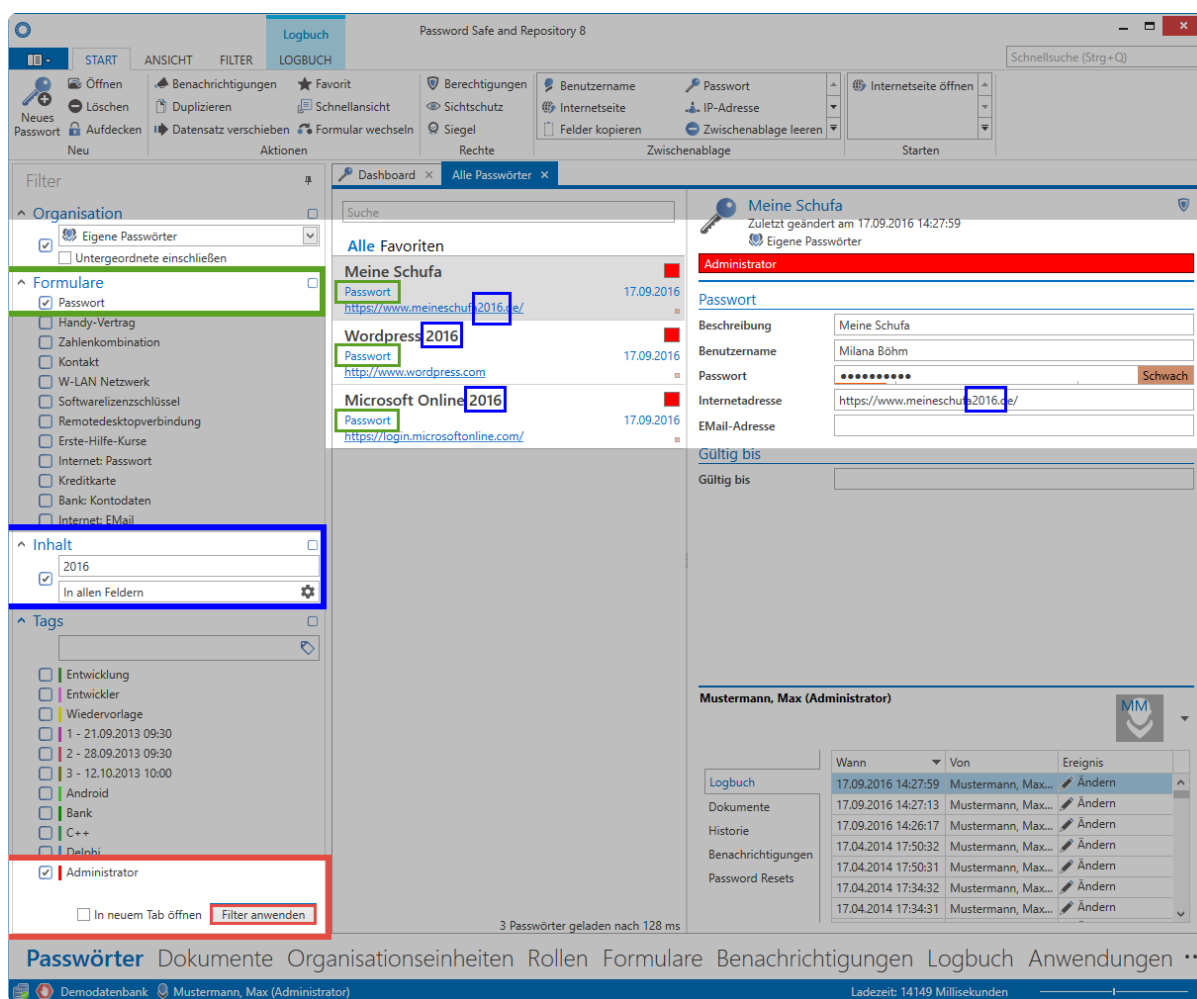 Logbuch
Password Safe and Repository 8
START ANSICHT FILTER LOGBUCH
Schnellsuche (Strg+Q)
Neues Passwort
Öffnen
Löschen
Aufdecken
Neu
Benachrichtigungen
Duplizieren
Datensatz verschieben
Favorit
Schnellansicht
Formular wechseln
Aktionen
Berechtigungen
Sichtschutz
Siegel
Rechte
Benutzername
Internetseite
Felder kopieren
Passwort
IP-Adresse
Zwischenablage leeren
Zwischenablage
Internetseite öffnen
Starten
Filter
Organisation
Eigene Passwörter
Untergeordnete einschließen
Formulare
Passwort
Handy-Vertrag
Zahlenkombination
Kontakt
W-LAN Netzwerk
Softwarelizenzschlüssel
Remotedesktopverbindung
Erste-Hilfe-Kurse
Internet: Passwort
Kreditkarte
Bank: Kontodaten
Internet: EMail
Inhalt
2016
In allen Feldern
Tags
Entwicklung
Entwickler
Wiedervorlage
1 - 21.09.2013 09:30
2 - 28.09.2013 09:30
3 - 12.10.2013 10:00
Android
Bank
C++
Delphi
Administrator
In neuem Tab öffnen Filter anwenden
Dashboard Alle Passwörter
Suche
Alle Favoriten
Meine Schufa
Passwort 17.09.2016
https://www.meineschufa2016.de/
Wordpress 2016
Passwort 17.09.2016
http://www.wordpress.com
Microsoft Online 2016
Passwort 17.09.2016
https://login.microsoftonline.com/
3 Passwörter geladen nach 128 ms
Meine Schufa
Zuletzt geändert am 17.09.2016 14:27:59
Eigene Passwörter
Administrator
Passwort
Beschreibung Meine Schufa
Benutzername Milana Böhm
Passwort ●●●●●●●●●● Schwach
Internetadresse https://www.meineschufa2016.de/
EMail-Adresse
Gültig bis
Gültig bis
Mustermann, Max (Administrator)
MM
Logbuch
Dokumente
Historie
Benachrichtigungen
Password Resets
Wann Von Ereignis
17.09.2016 14:27:59 Mustermann, Max... Ändern
17.09.2016 14:27:13 Mustermann, Max... Ändern
17.09.2016 14:26:17 Mustermann, Max... Ändern
17.04.2014 17:50:32 Mustermann, Max... Ändern
17.04.2014 17:50:31 Mustermann, Max... Ändern
17.04.2014 17:34:32 Mustermann, Max... Ändern
17.04.2014 17:34:31 Mustermann, Max... Ändern
Passwörter Dokumente Organisationseinheiten Rollen Formulare Benachrichtigungen Logbuch Anwendungen
Demodatenbank Mustermann, Max (Administrator) Ladezeit: 14149 Millisekunden